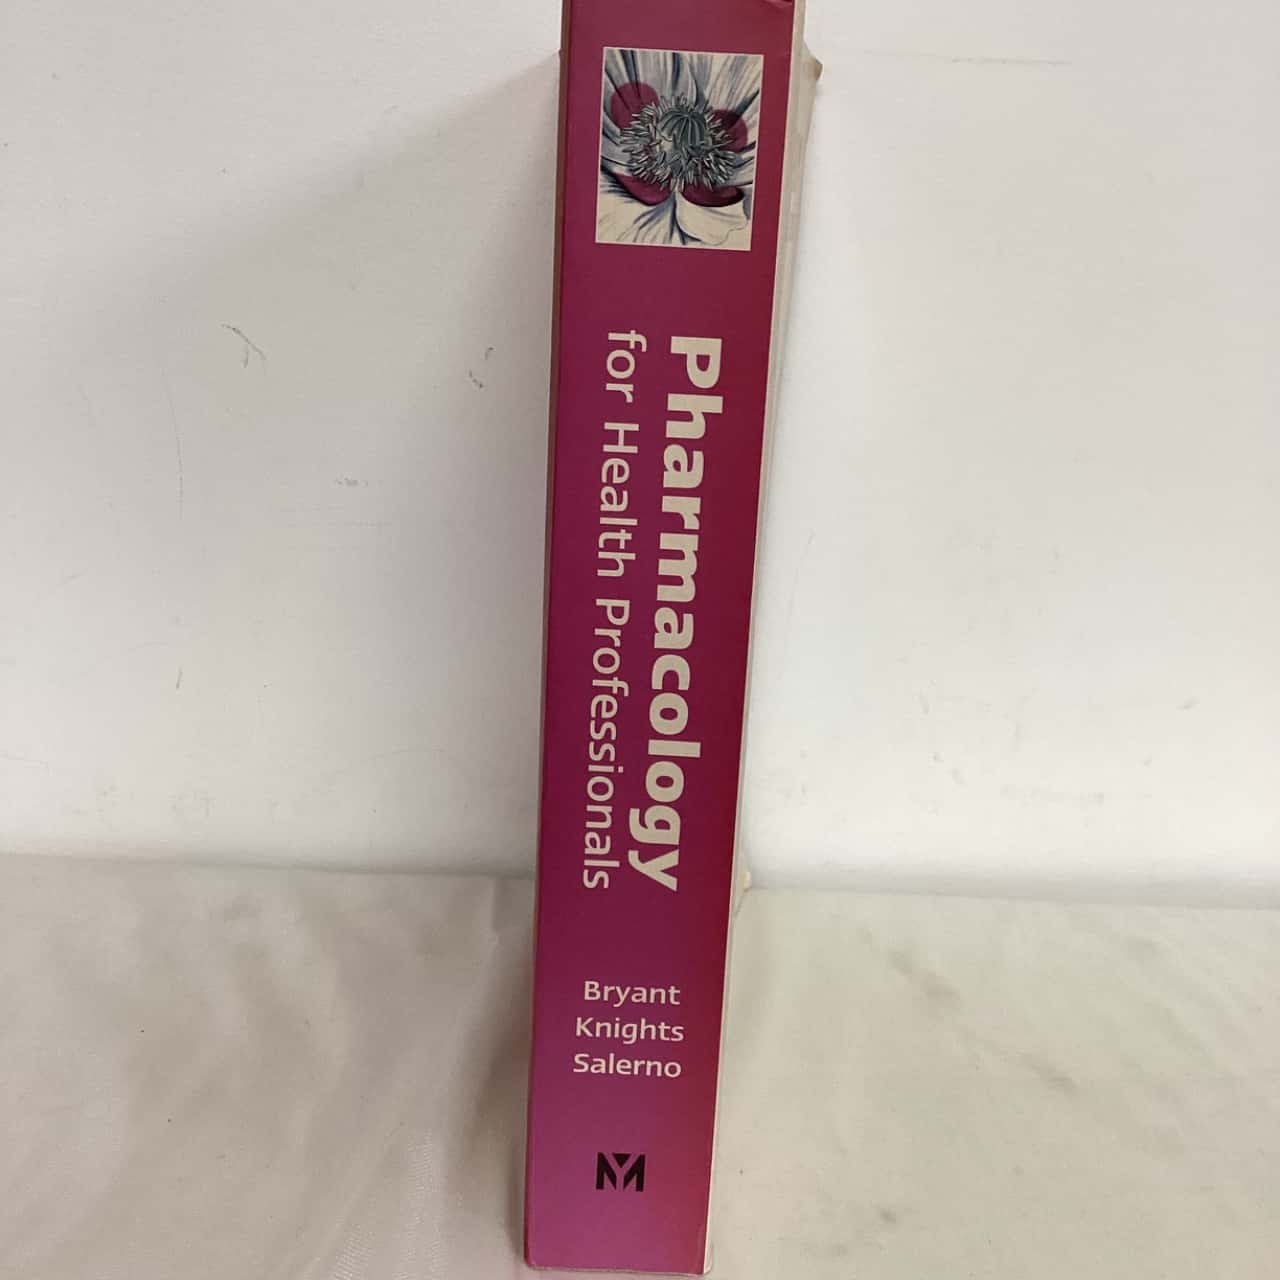 Pharmacology
for Health Professionals
Bryant
Knights
Salerno
M